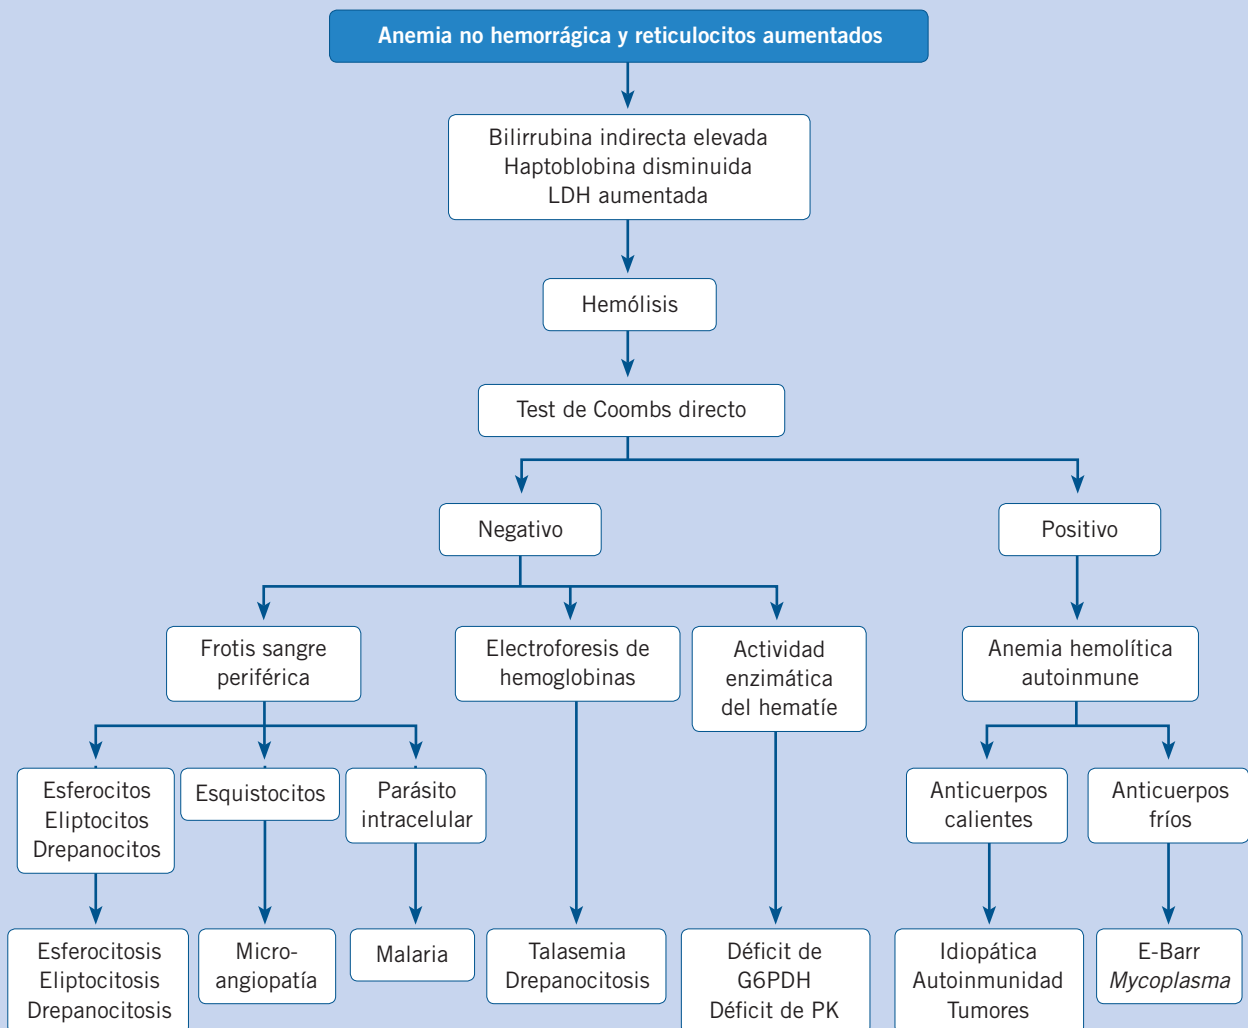 Anemia no hemorrágica y reticulocitos aumentados
Bilirrubina indirecta elevada
Haptoblobina disminuida
LDH aumentada
Hemólisis
Test de Coombs directo
Negativo
Positivo
Frotis sangre
periférica
Electroforesis de
hemoglobinas
Actividad
enzimática
del hematíe
Anemia hemolítica
autoinmune
Esferocitos
Eliptocitos
Drepanocitos
Esquistocitos
Parásito
intracelular
Anticuerpos
calientes
Anticuerpos
fríos
Esferocitosis
Eliptocitosis
Drepanocitosis
Micro-
angiopatía
Malaria
Talasemia
Drepanocitosis
Déficit de
G6PDH
Déficit de PK
Idiopática
Autoinmunidad
Tumores
E-Barr
Mycoplasma